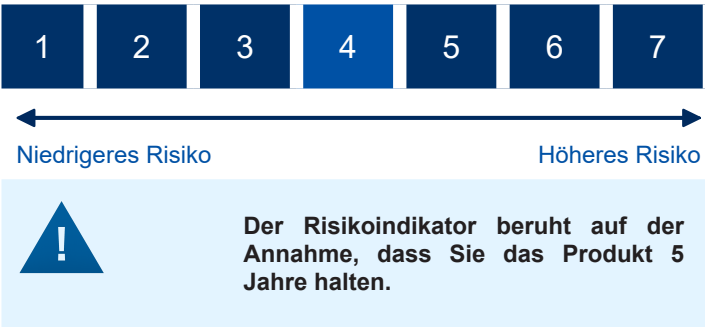 1 2 3 4 5 6 7
Niedrigeres Risiko Höheres Risiko
!
Der Risikoindikator beruht auf der
Annahme, dass Sie das Produkt 5
Jahre halten.